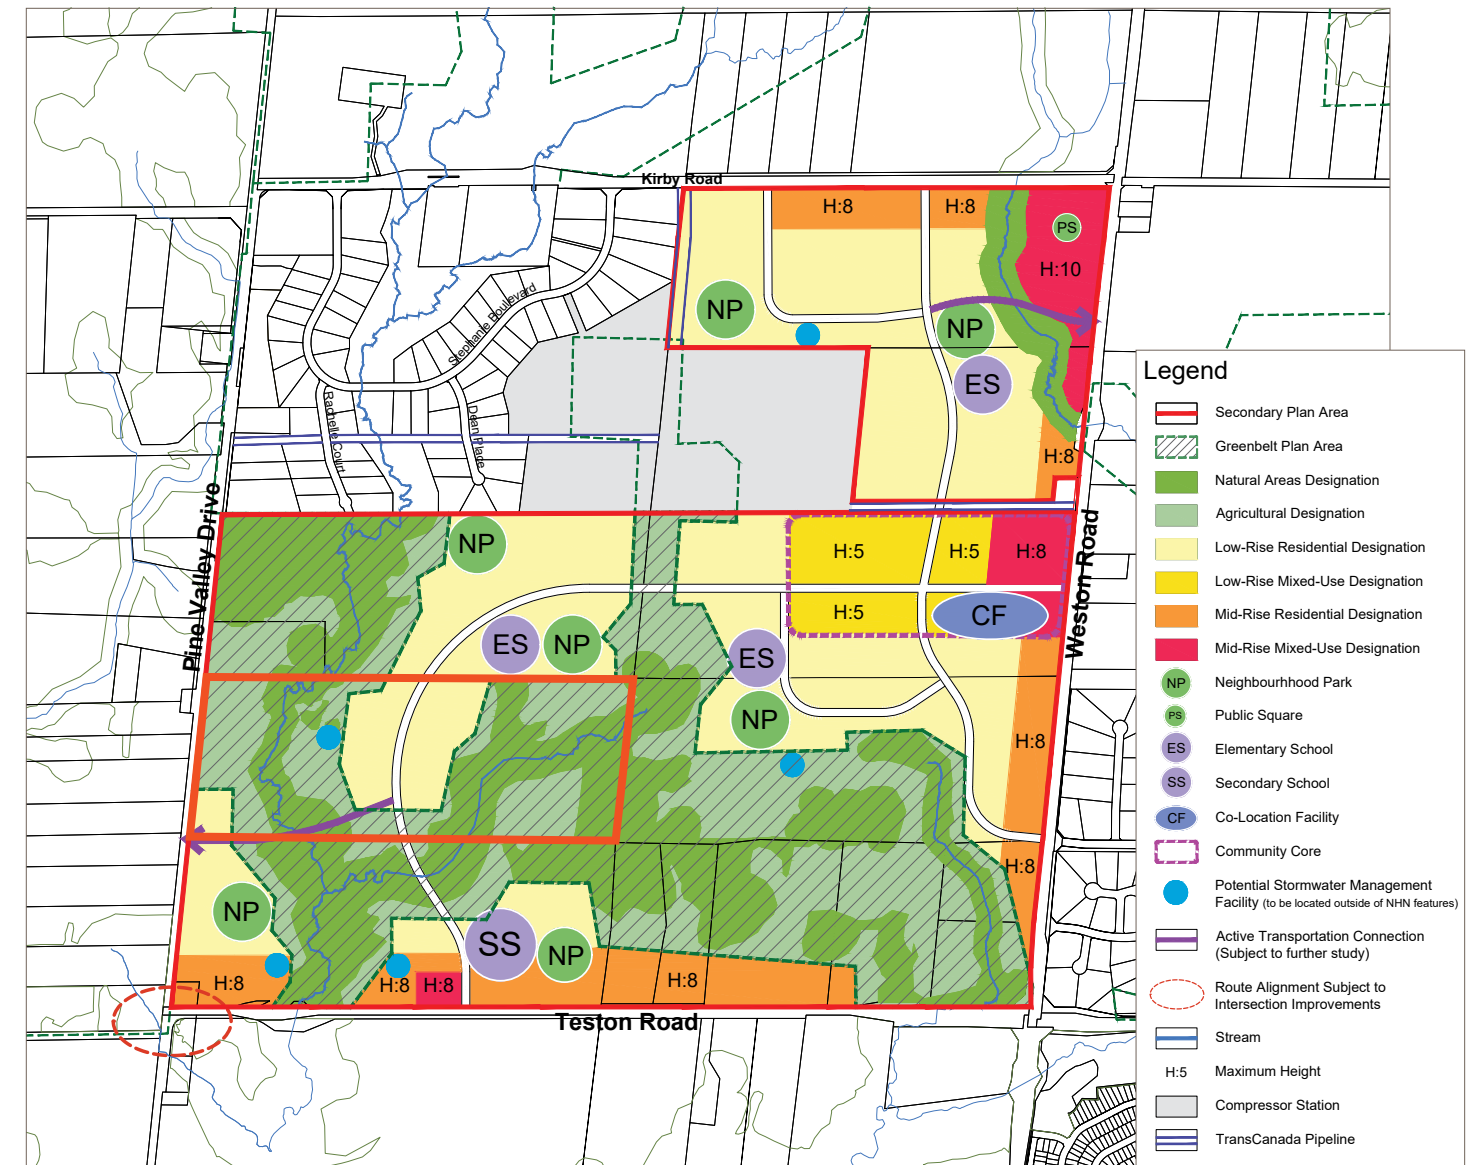 Kirby Road
H:8
H:8
PS
H:10
NP
NP
ES
Stephanie Boulevard
Rachelle Court
Dean Place
H:8
Pine Valley Drive
Weston Road
NP
H:5
H:5
H:8
H:5
CF
ES
NP
ES
NP
H:8
H:8
NP
SS
NP
H:8
H:8
H:8
H:8
Teston Road
Legend
Secondary Plan Area
Greenbelt Plan Area
Natural Areas Designation
Agricultural Designation
Low-Rise Residential Designation
Low-Rise Mixed-Use Designation
Mid-Rise Residential Designation
Mid-Rise Mixed-Use Designation
NP Neighbourhhood Park
PS Public Square
ES Elementary School
SS Secondary School
CF Co-Location Facility
Community Core
Potential Stormwater Management
Facility (to be located outside of NHN features)
Active Transportation Connection
(Subject to further study)
Route Alignment Subject to
Intersection Improvements
Stream
H:5 Maximum Height
Compressor Station
TransCanada Pipeline